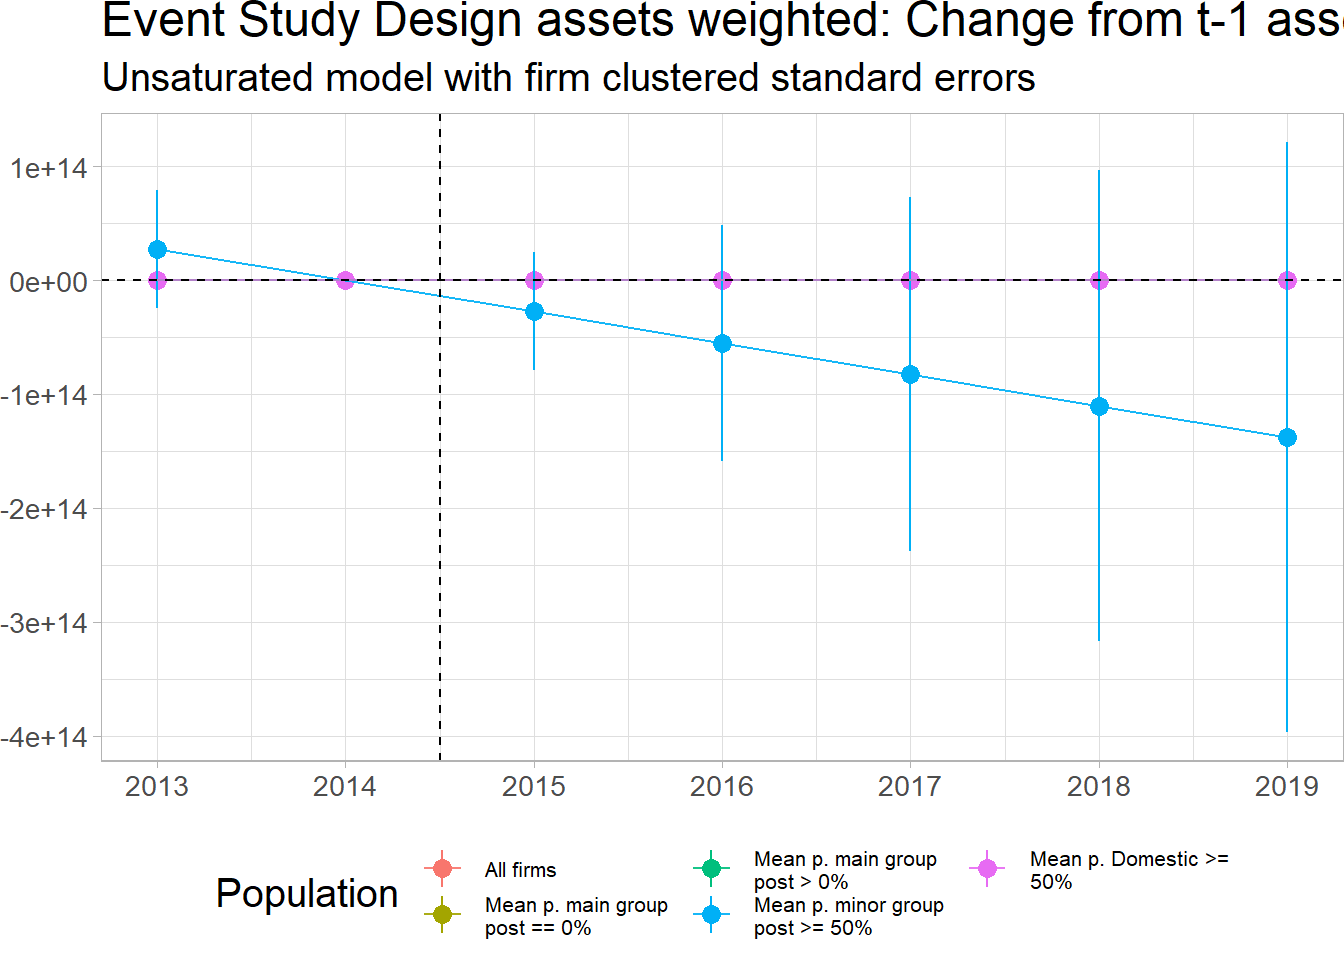 Event Study Design assets weighted: Change from t-1
Unsaturated model with firm clustered standard errors
1e+14
0e+00
-1e+14
-2e+14
-3e+14
-4e+14
2013 2014 2015 2016 2017 2018 2019
Population
All firms
Mean p. main group
post == 0%
Mean p. main group
post > 0%
Mean p. minor group
post >= 50%
Mean p. Domestic >=
50%